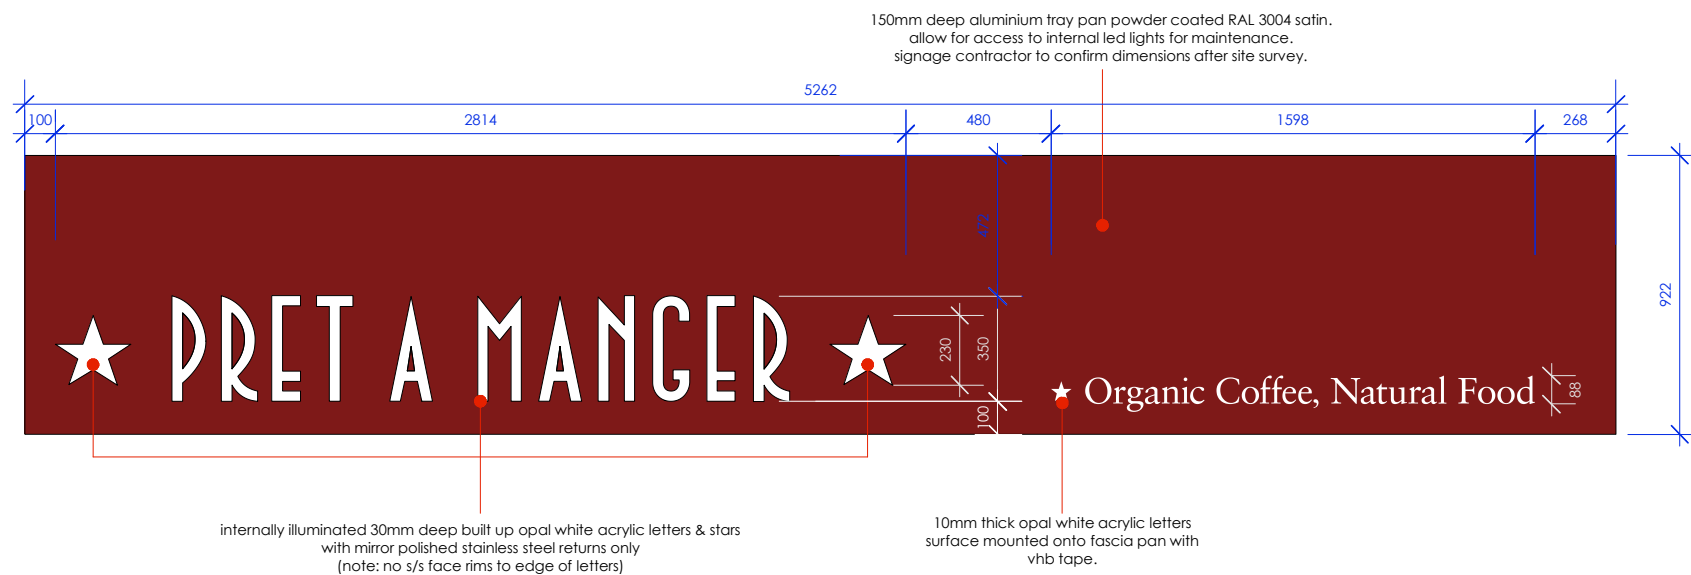 150mm deep aluminium tray pan powder coated RAL 3004 satin.
allow for access to internal led lights for maintenance.
signage contractor to confirm dimensions after site survey.
5262
100
2814
480
1598
268
472
922
PRET A MANGER
230
350
100
Organic Coffee, Natural Food
88
internally illuminated 30mm deep built up opal white acrylic letters & stars
with mirror polished stainless steel returns only
(note: no s/s face rims to edge of letters)
10mm thick opal white acrylic letters
surface mounted onto fascia pan with
vhb tape.